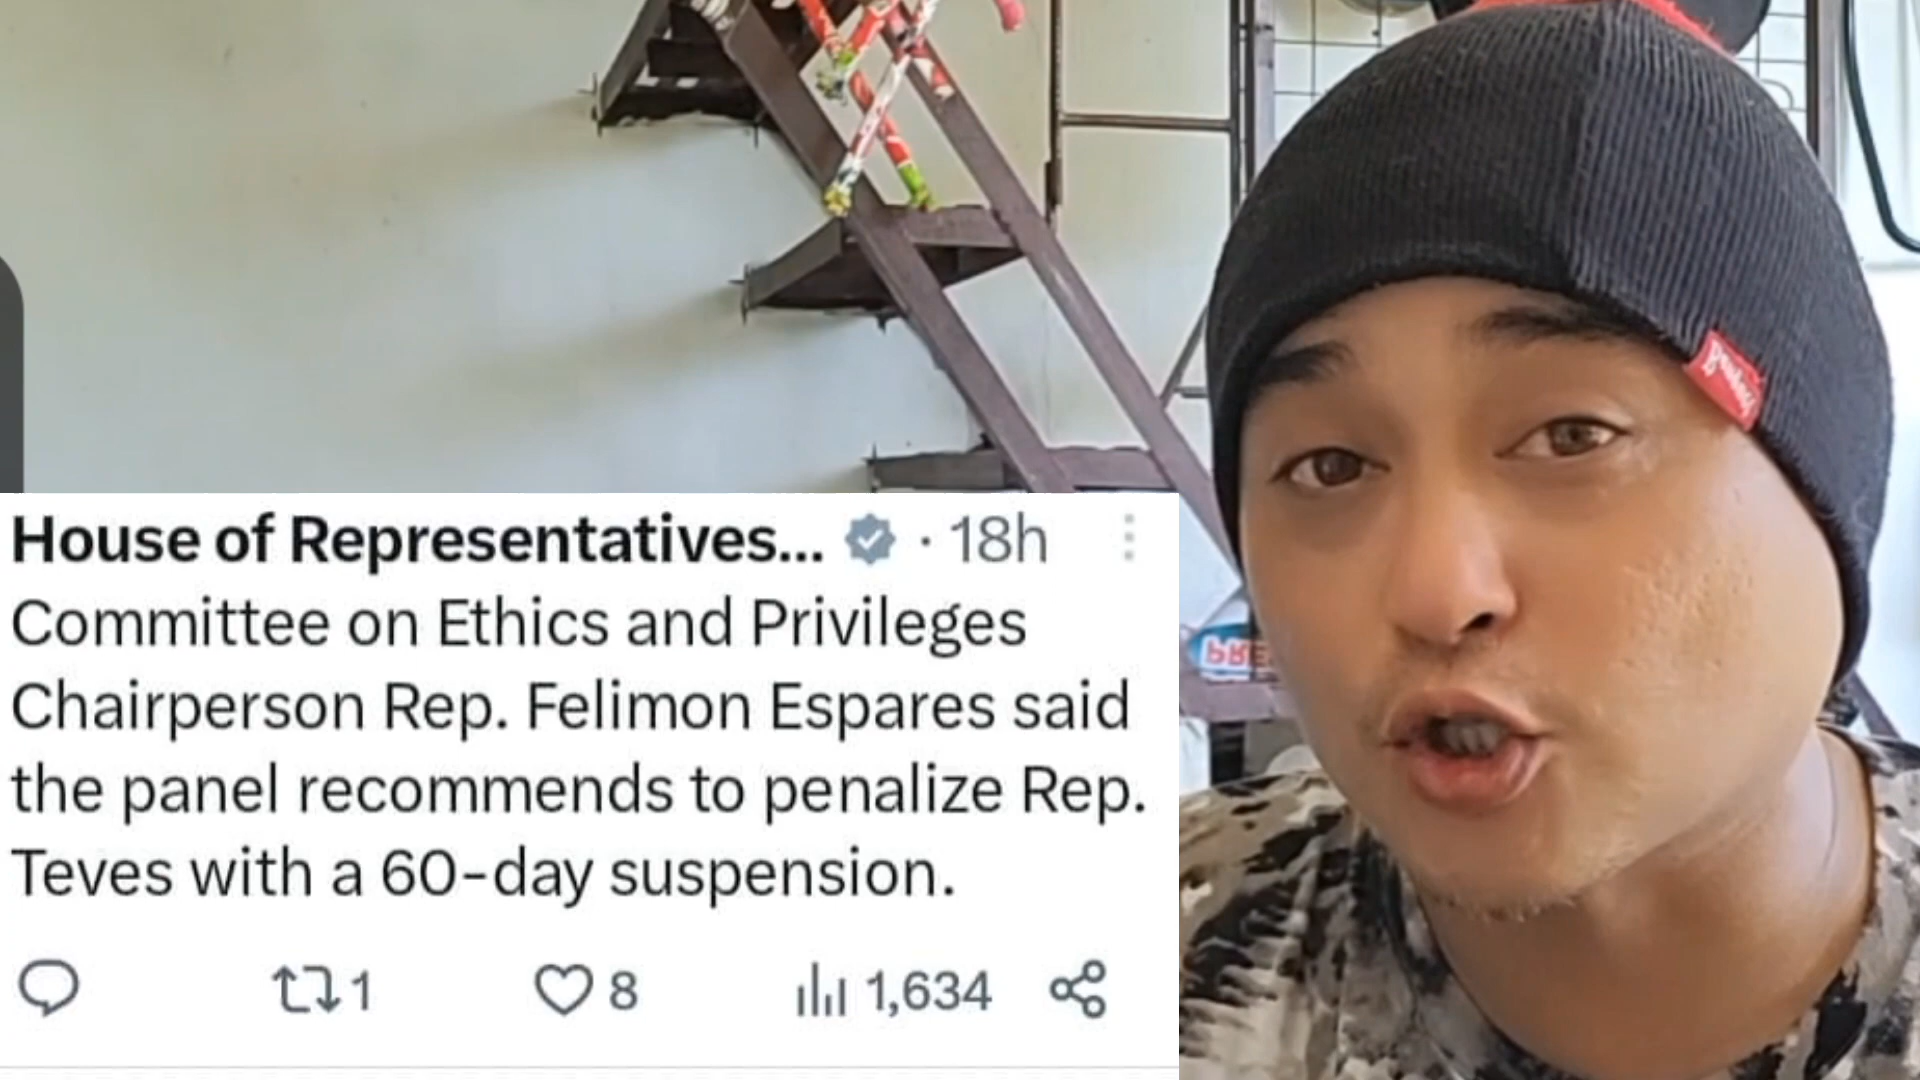 House of Representatives... · 18h
Committee on Ethics and Privileges
Chairperson Rep. Felimon Espares said
the panel recommends to penalize Rep.
Teves with a 60-day suspension.
1 8 1,634